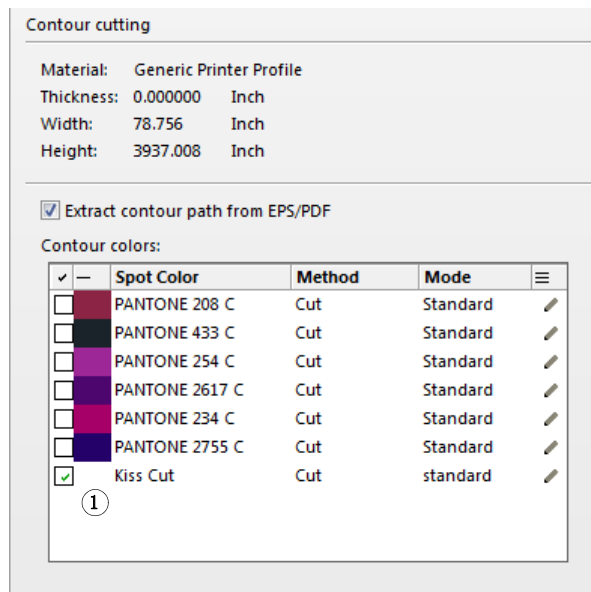 Contour cutting
Material: Generic Printer Profile
Thickness: 0.000000 Inch
Width: 78.756 Inch
Height: 3937.008 Inch
Extract contour path from EPS/PDF
Contour colors:
Spot Color Method Mode
PANTONE 208 C Cut Standard
PANTONE 433 C Cut Standard
PANTONE 254 C Cut Standard
PANTONE 2617 C Cut Standard
PANTONE 234 C Cut Standard
PANTONE 2755 C Cut Standard
Kiss Cut Cut standard
①